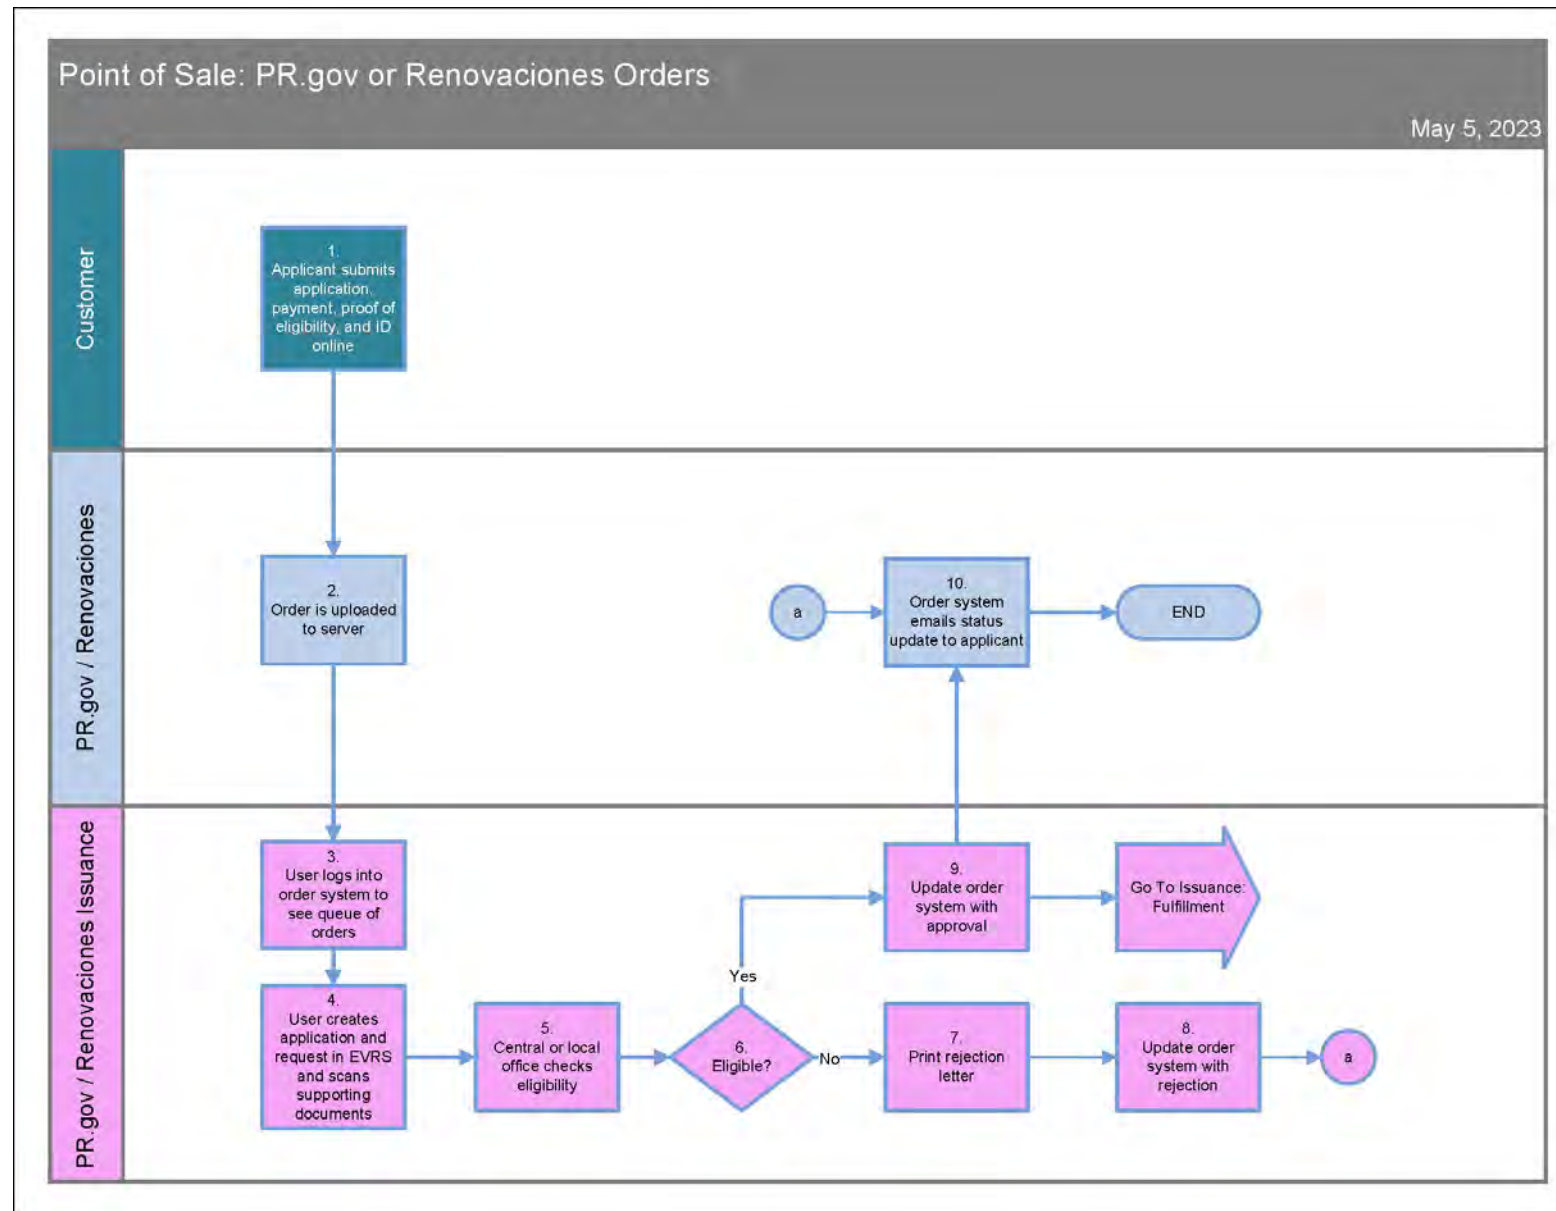 Point of Sale: PR.gov or Renovaciones Orders
May 5, 2023
Customer
1.
Applicant submits
application,
payment, proof of
eligibility, and ID
online
PR.gov / Renovaciones
2.
Order is uploaded
to server
a
10.
Order system
emails status
update to applicant
END
PR.gov / Renovaciones Issuance
3.
User logs into
order system to
see queue of
orders
4.
User creates
application and
request in EVRS
and scans
supporting
documents
5.
Central or local
office checks
eligibility
6.
Eligible?
Yes
9.
Update order
system with
approval
Go To Issuance:
Fulfillment
No
7.
Print rejection
letter
8.
Update order
system with
rejection
a